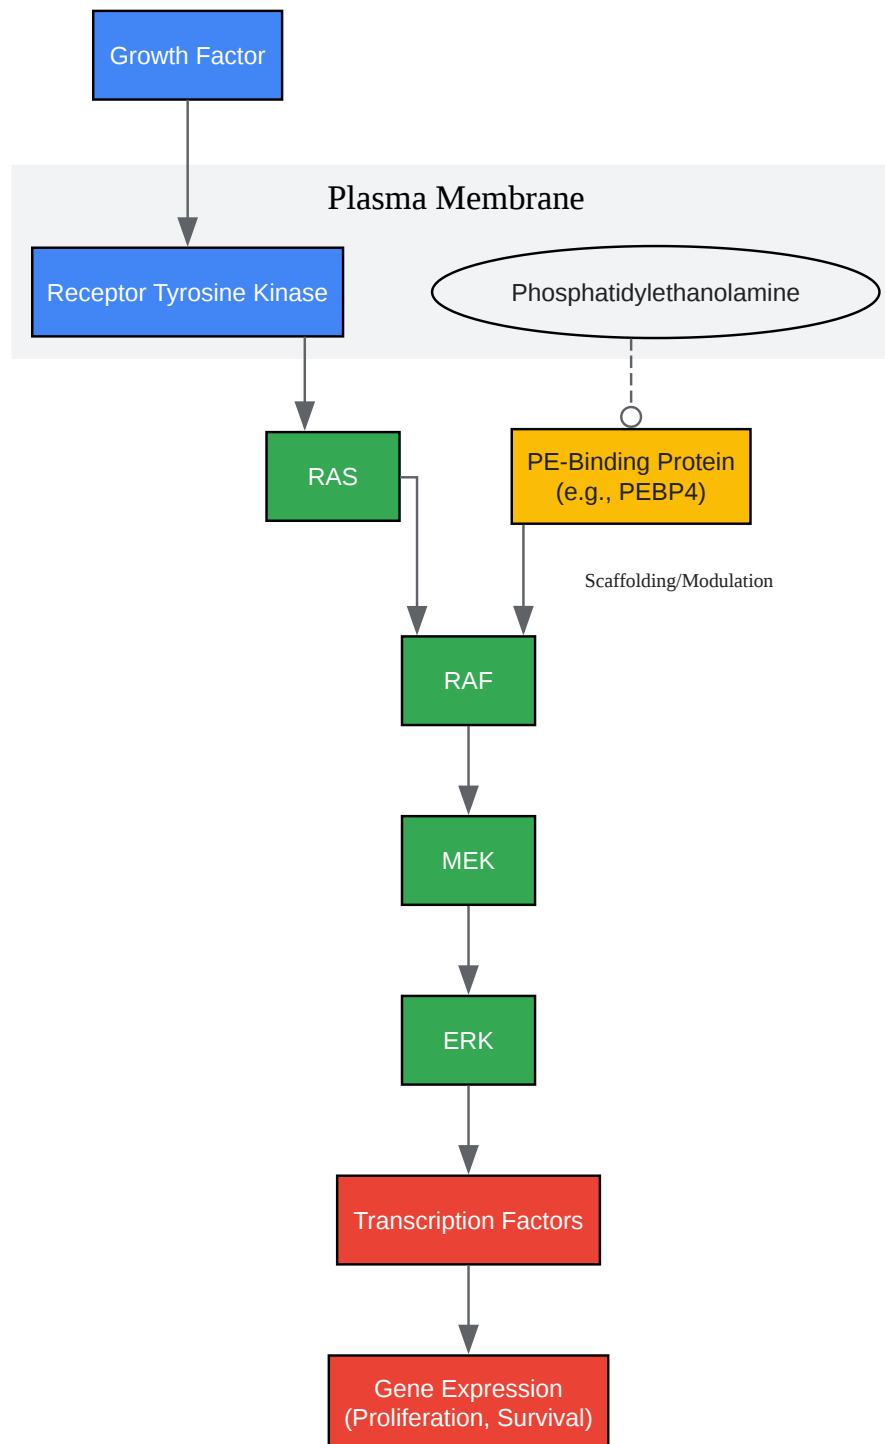 Growth Factor
Plasma Membrane
Receptor Tyrosine Kinase
Phosphatidylethanolamine
RAS
PE-Binding Protein
(e.g., PEBP4)
Scaffolding/Modulation
RAF
MEK
ERK
Transcription Factors
Gene Expression
(Proliferation, Survival)